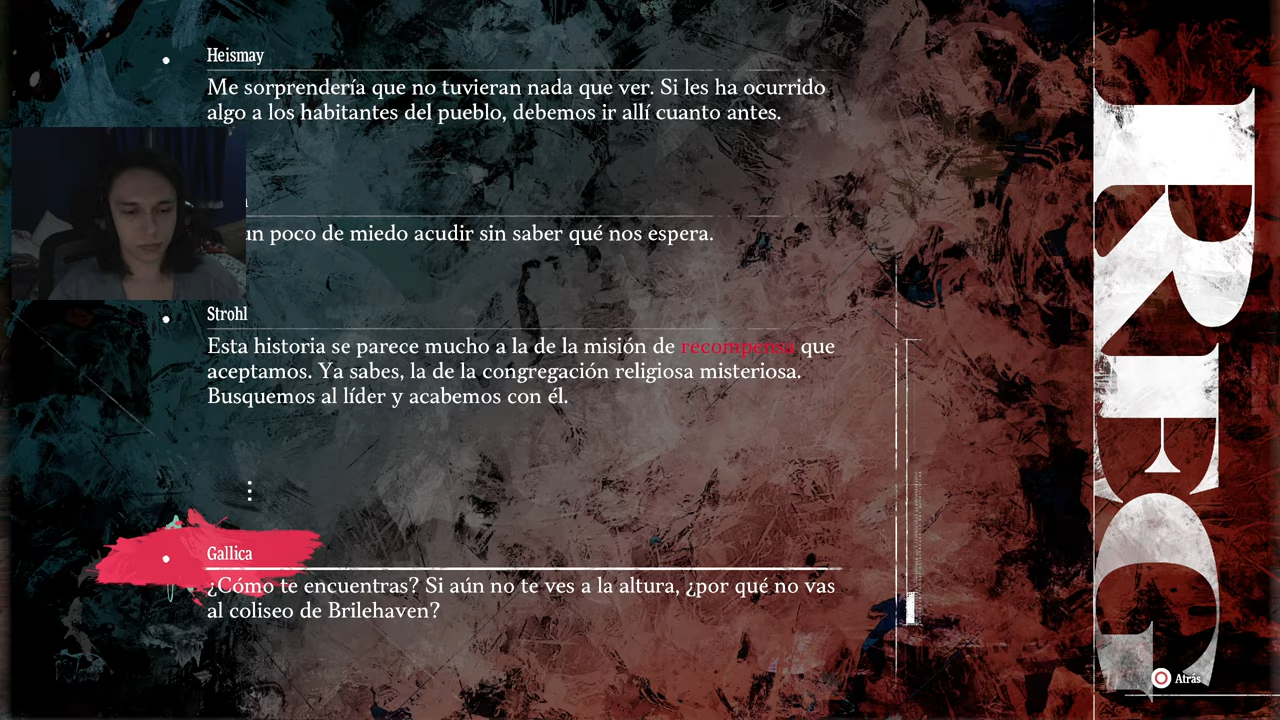 Heismay
Me sorprendería que no tuvieran nada que ver. Si les ha ocurrido
algo a los habitantes del pueblo, debemos ir allí cuanto antes.
un poco de miedo acudir sin saber qué nos espera.
Strohl
Esta historia se parece mucho a la de la misión de recompensa que
aceptamos. Ya sabes, la de la congregación religiosa misteriosa.
Busquemos al líder y acabemos con él.
Gallica
¿Cómo te encuentras? Si aún no te ves a la altura, ¿por qué no vas
al coliseo de Brilehaven?
Atrás